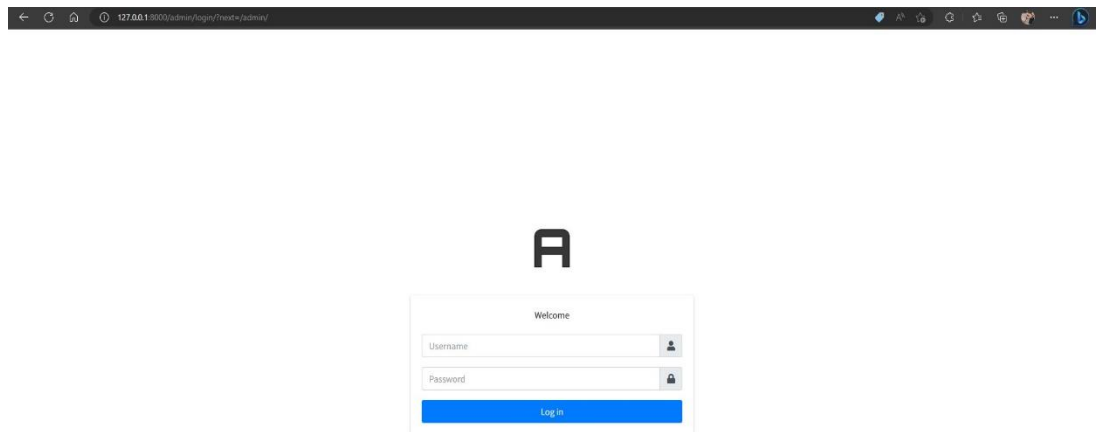 127.0.0.1:8000/admin/login/?next=/admin/
A
Welcome
Username
Password
Log in